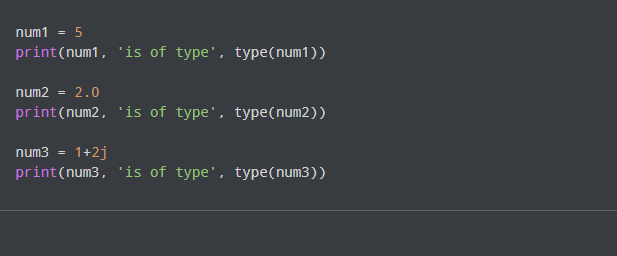 num1 = 5
print(num1, 'is of type', type(num1))
num2 = 2.0
print(num2, 'is of type', type(num2))
num3 = 1+2j
print(num3, 'is of type', type(num3))